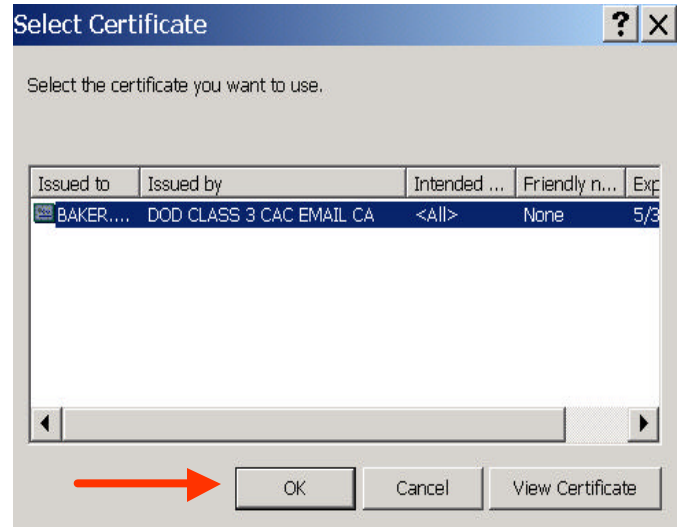 Select Certificate
Select the certificate you want to use.
Issued to Issued by Intended ... Friendly n... Exp
BAKER.... DOD CLASS 3 CAC EMAIL CA <All> None 5/3
OK Cancel View Certificate